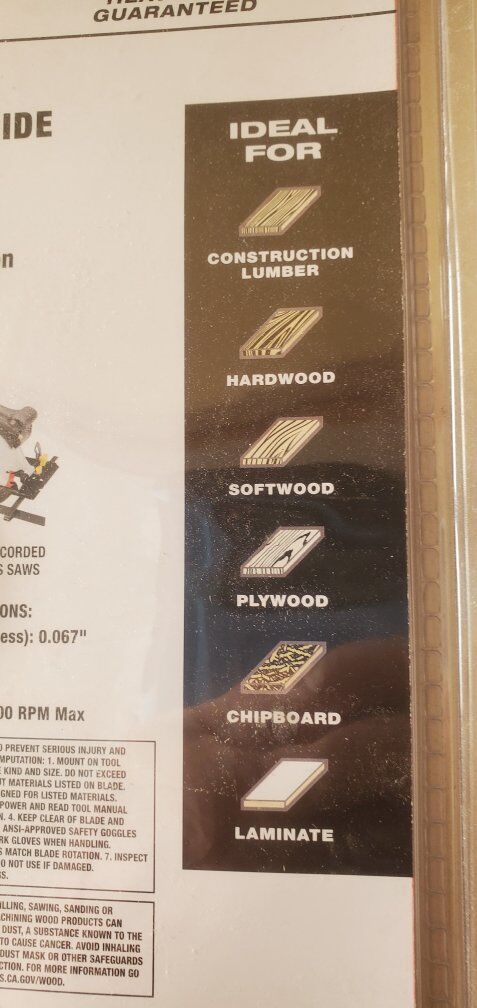 GUARANTEED
IDE
IDEAL
FOR
CONSTRUCTION
LUMBER
HARDWOOD
SOFTWOOD
PLYWOOD
CHIPBOARD
LAMINATE
n
CORDED
S SAWS
ONS:
ess): 0.067"
00 RPM Max
O PREVENT SERIOUS INJURY AND
MPUTATION: 1. MOUNT ON TOOL
E KIND AND SIZE. DO NOT EXCEED
UT MATERIALS LISTED ON BLADE.
GNED FOR LISTED MATERIALS.
POWER AND READ TOOL MANUAL
N. 4. KEEP CLEAR OF BLADE AND
ANSI-APPROVED SAFETY GOGGLES
RK GLOVES WHEN HANDLING.
S MATCH BLADE ROTATION. 7. INSPECT
O NOT USE IF DAMAGED.
SS.
LLING, SAWING, SANDING OR
ACHINING WOOD PRODUCTS CAN
DUST, A SUBSTANCE KNOWN TO THE
TO CAUSE CANCER. AVOID INHALING
DUST MASK OR OTHER SAFEGUARDS
CTION. FOR MORE INFORMATION GO
S.CA.GOV/WOOD.